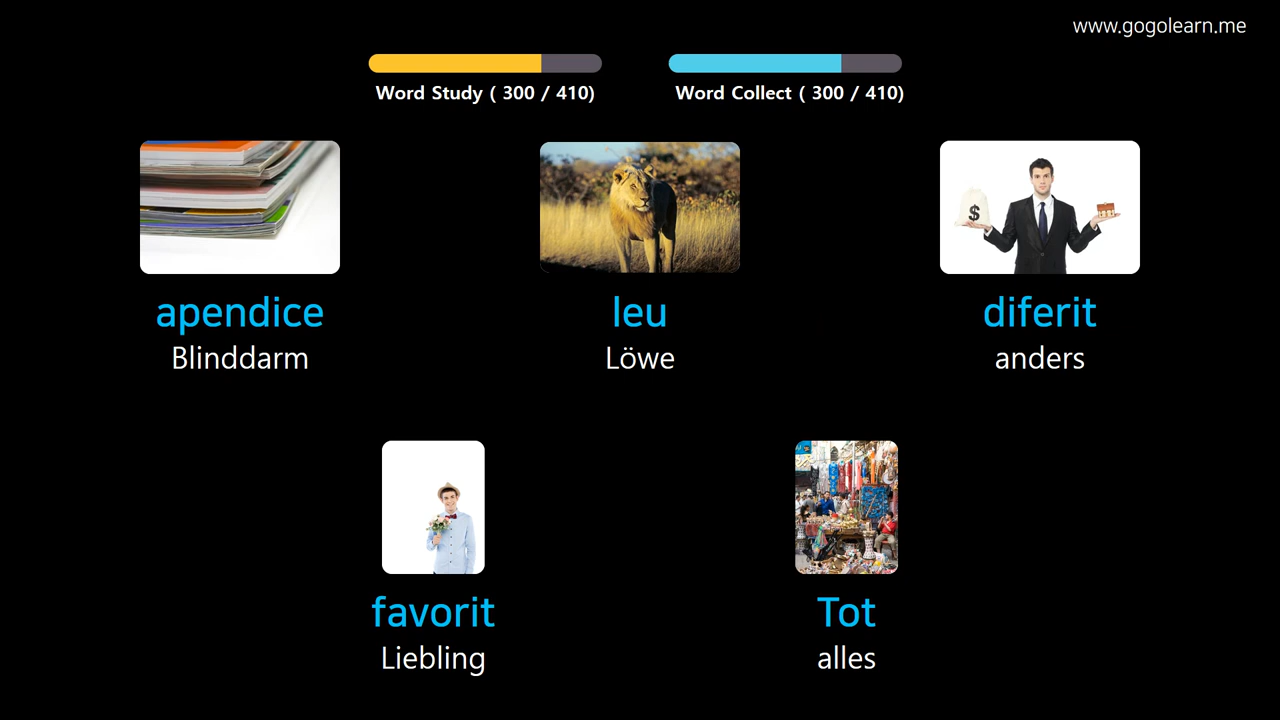 www.gogolearn.me
Word Study ( 300 / 410)
Word Collect ( 300 / 410)
$
apendice
Blinddarm
leu
Löwe
diferit
anders
favorit
Liebling
Tot
alles